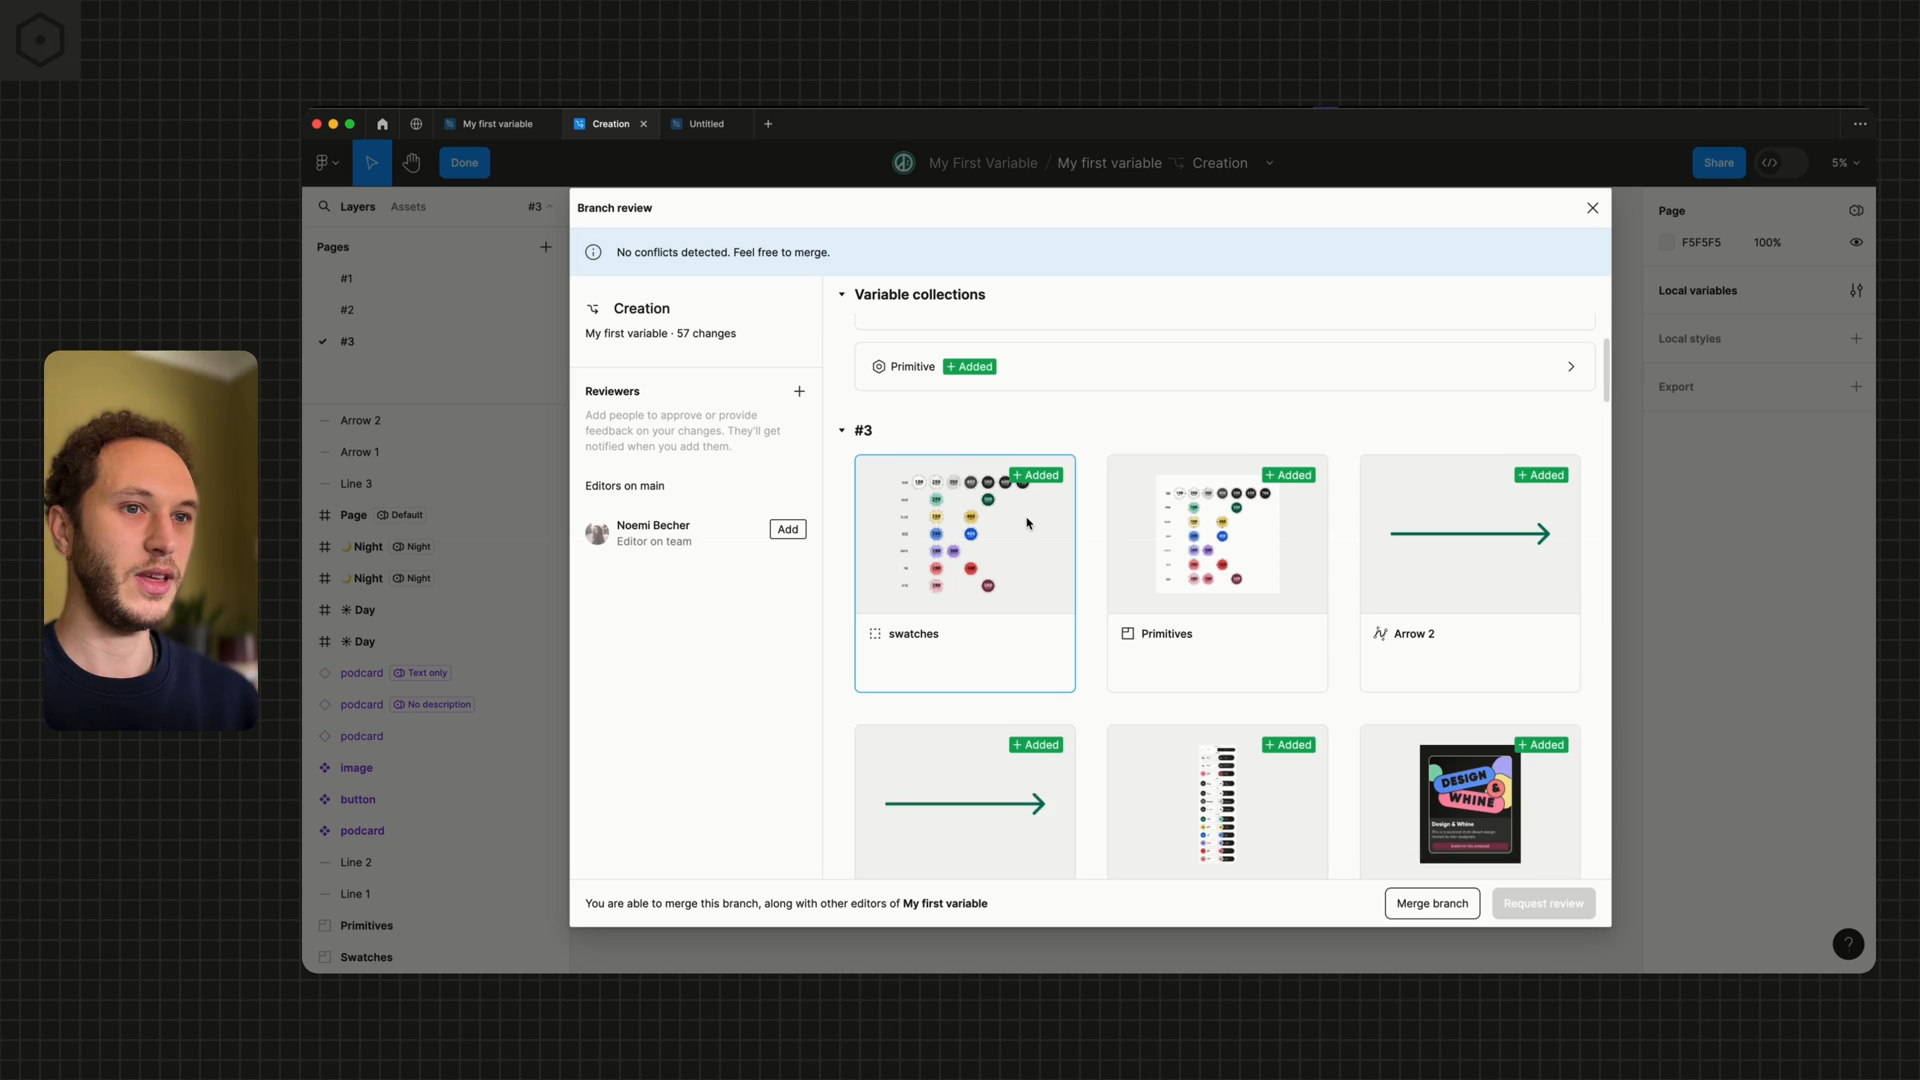 My first variable
Creation
Untitled
Done
My First Variable / My first variable
Creation
Share
5%
Layers
Assets
#3
Pages
#1
#2
#3
Arrow 2
Arrow 1
Line 3
Page
Default
Night
Night
Night
Night
Day
Day
podcard
Text only
podcard
No description
podcard
image
button
podcard
Line 2
Line 1
Primitives
Swatches
Branch review
No conflicts detected. Feel free to merge.
Creation
My first variable · 57 changes
Reviewers
Add people to approve or provide
feedback on your changes. They'll get
notified when you add them.
Editors on main
Noemi Becher
Editor on team
Add
Variable collections
Primitive
+ Added
#3
+ Added
swatches
+ Added
Primitives
+ Added
Arrow 2
+ Added
+ Added
+ Added
DESIGN
&
WHINE
Design & Whine
You are able to merge this branch, along with other editors of My first variable
Merge branch
Request review
Page
F5F5F5
100%
Local variables
Local styles
Export
?